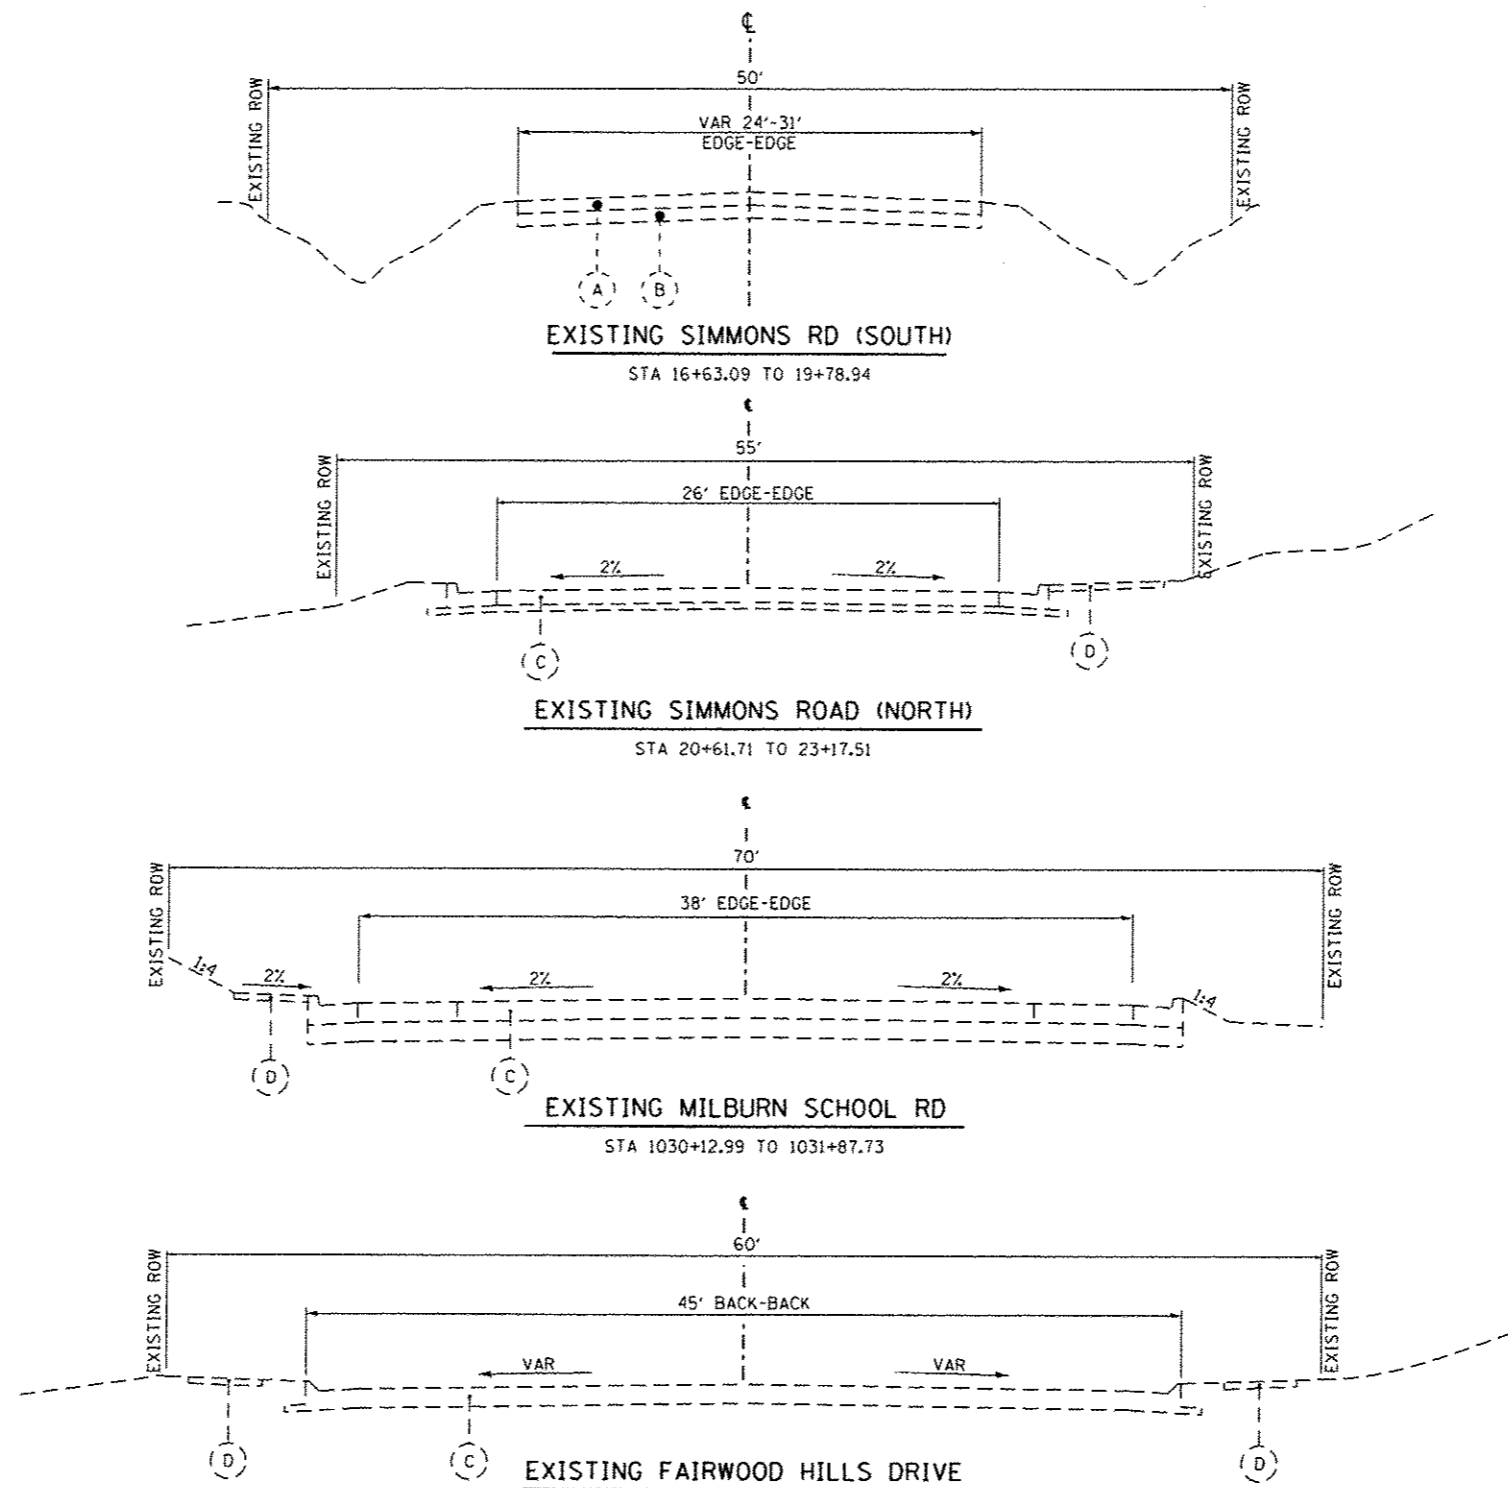 ℄
50'
EXISTING ROW
EXISTING ROW
VAR 24'-31'
EDGE-EDGE
A
B
EXISTING SIMMONS RD (SOUTH)
STA 16+63.09 TO 19+78.94
℄
55'
EXISTING ROW
EXISTING ROW
26' EDGE-EDGE
2%
2%
C
D
EXISTING SIMMONS ROAD (NORTH)
STA 20+61.71 TO 23+17.51
℄
70'
EXISTING ROW
EXISTING ROW
38' EDGE-EDGE
1:4
2%
2%
2%
1:4
D
C
EXISTING MILBURN SCHOOL RD
STA 1030+12.99 TO 1031+87.73
℄
60'
EXISTING ROW
EXISTING ROW
45' BACK-BACK
VAR
VAR
D
C
D
EXISTING FAIRWOOD HILLS DRIVE